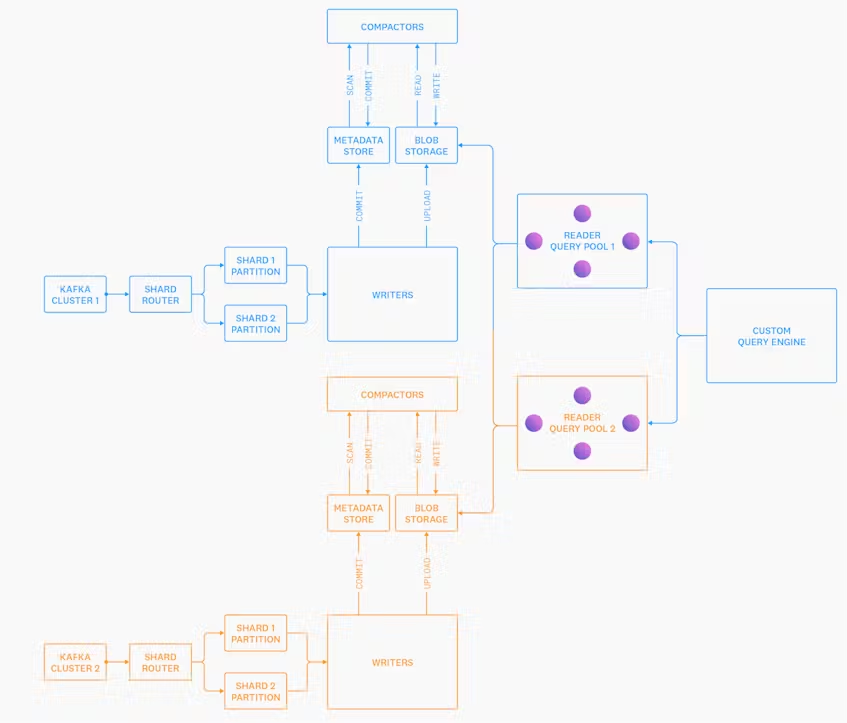 COMPACTORS
SCAN
COMMIT
READ
WRITE
METADATA
STORE
BLOB
STORAGE
COMMIT
UPLOAD
READER
QUERY POOL 1
KAFKA
CLUSTER 1
SHARD
ROUTER
SHARD 1
PARTITION
SHARD 2
PARTITION
WRITERS
CUSTOM
QUERY ENGINE
COMPACTORS
SCAN
COMMIT
READ
WRITE
READER
QUERY POOL 2
METADATA
STORE
BLOB
STORAGE
COMMIT
UPLOAD
KAFKA
CLUSTER 2
SHARD
ROUTER
SHARD 1
PARTITION
SHARD 2
PARTITION
WRITERS